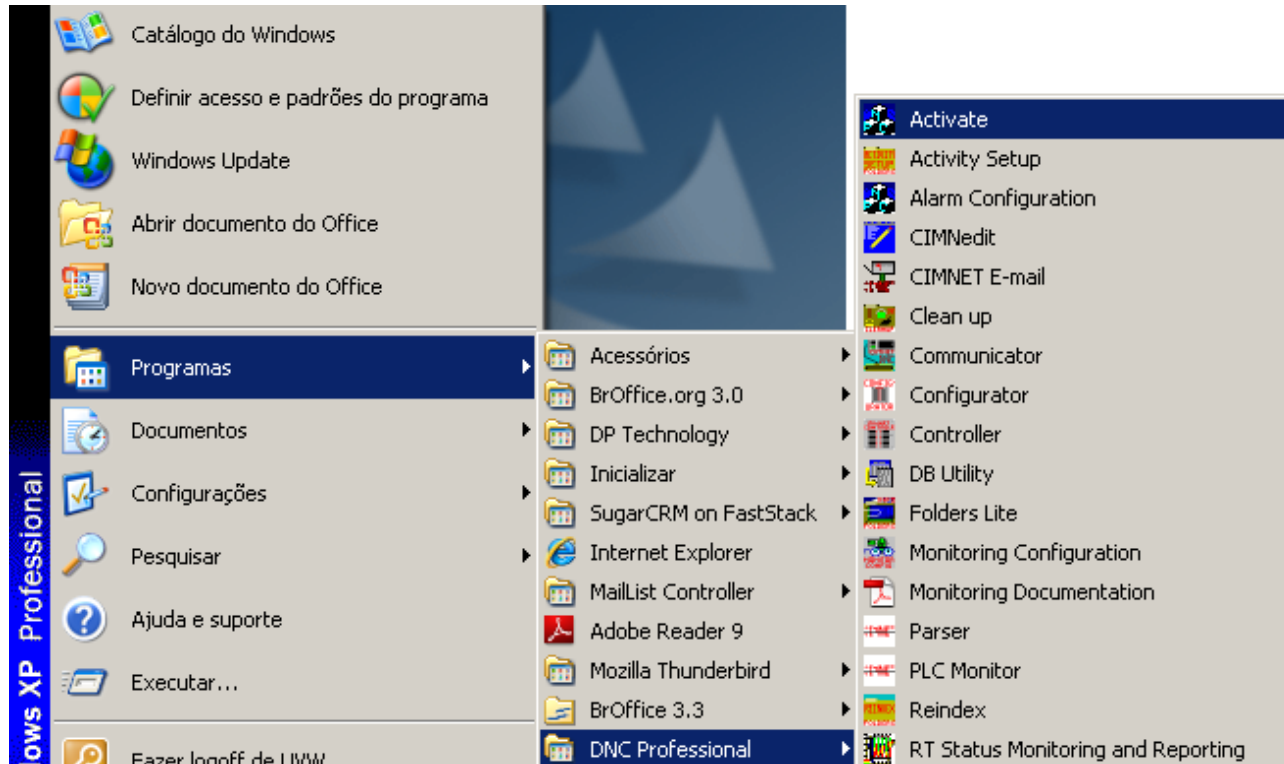 Catálogo do Windows
Definir acesso e padrões do programa
Windows Update
Abrir documento do Office
Novo documento do Office
Programas
Documentos
Configurações
Pesquisar
Ajuda e suporte
Executar...
Fazer logoff de UVW
ows XP Professional
Acessórios
BrOffice.org 3.0
DP Technology
Inicializar
SugarCRM on FastStack
Internet Explorer
MailList Controller
Adobe Reader 9
Mozilla Thunderbird
BrOffice 3.3
DNC Professional
Activate
Activity Setup
Alarm Configuration
CIMNedit
CIMNET E-mail
Clean up
Communicator
Configurator
Controller
DB Utility
Folders Lite
Monitoring Configuration
Monitoring Documentation
Parser
PLC Monitor
Reindex
RT Status Monitoring and Reporting